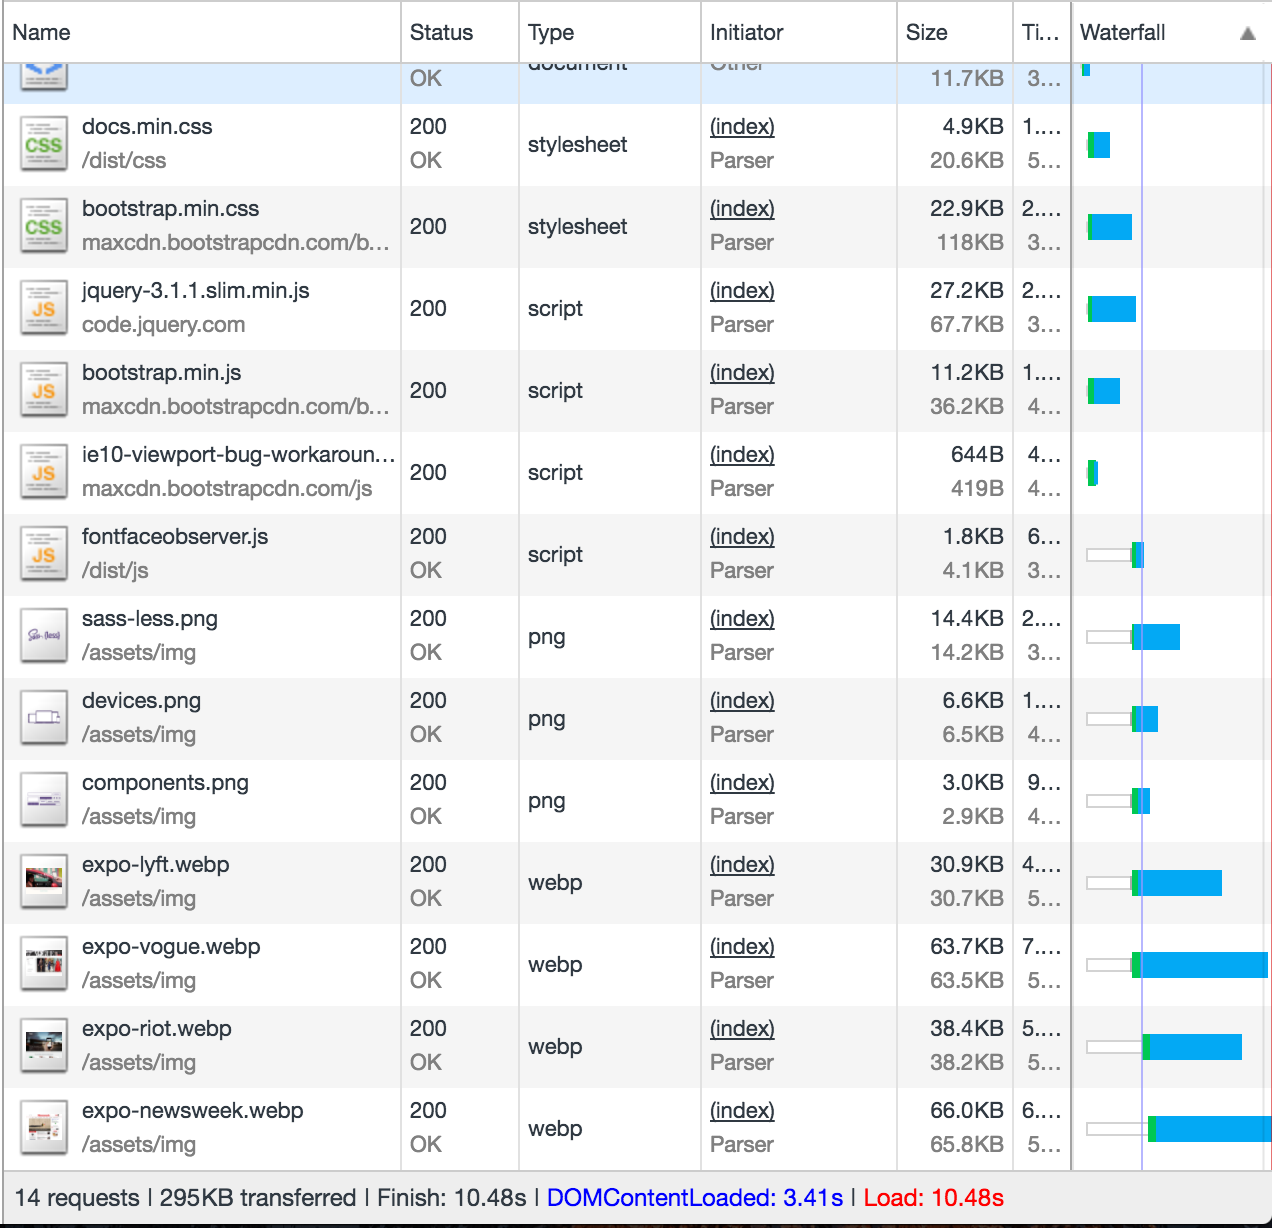 Name Status Type Initiator Size Ti... Waterfall
document Other
OK 11.7KB 3...
docs.min.css 200 stylesheet (index) 4.9KB 1....
/dist/css OK Parser 20.6KB 5...
bootstrap.min.css 200 stylesheet (index) 22.9KB 2....
maxcdn.bootstrapcdn.com/b... Parser 118KB 3...
jquery-3.1.1.slim.min.js 200 script (index) 27.2KB 2....
code.jquery.com Parser 67.7KB 3...
bootstrap.min.js 200 script (index) 11.2KB 1....
maxcdn.bootstrapcdn.com/b... Parser 36.2KB 4...
ie10-viewport-bug-workaroun... 200 script (index) 644B 4...
maxcdn.bootstrapcdn.com/js Parser 419B 4...
fontfaceobserver.js 200 script (index) 1.8KB 6...
/dist/js OK Parser 4.1KB 3...
sass-less.png 200 png (index) 14.4KB 2....
/assets/img OK Parser 14.2KB 3...
devices.png 200 png (index) 6.6KB 1....
/assets/img OK Parser 6.5KB 4...
components.png 200 png (index) 3.0KB 9...
/assets/img OK Parser 2.9KB 4...
expo-lyft.webp 200 webp (index) 30.9KB 4....
/assets/img OK Parser 30.7KB 5...
expo-vogue.webp 200 webp (index) 63.7KB 7....
/assets/img OK Parser 63.5KB 5...
expo-riot.webp 200 webp (index) 38.4KB 5....
/assets/img OK Parser 38.2KB 5...
expo-newsweek.webp 200 webp (index) 66.0KB 6....
/assets/img OK Parser 65.8KB 5...
14 requests | 295KB transferred | Finish: 10.48s | DOMContentLoaded: 3.41s | Load: 10.48s